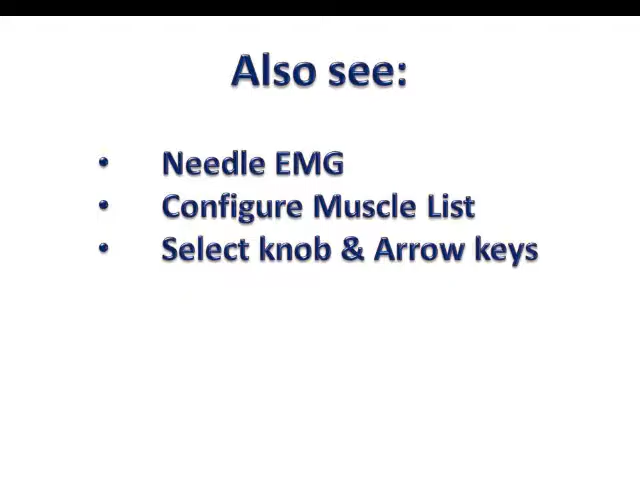 Also see:
• Needle EMG
• Configure Muscle List
• Select knob & Arrow keys